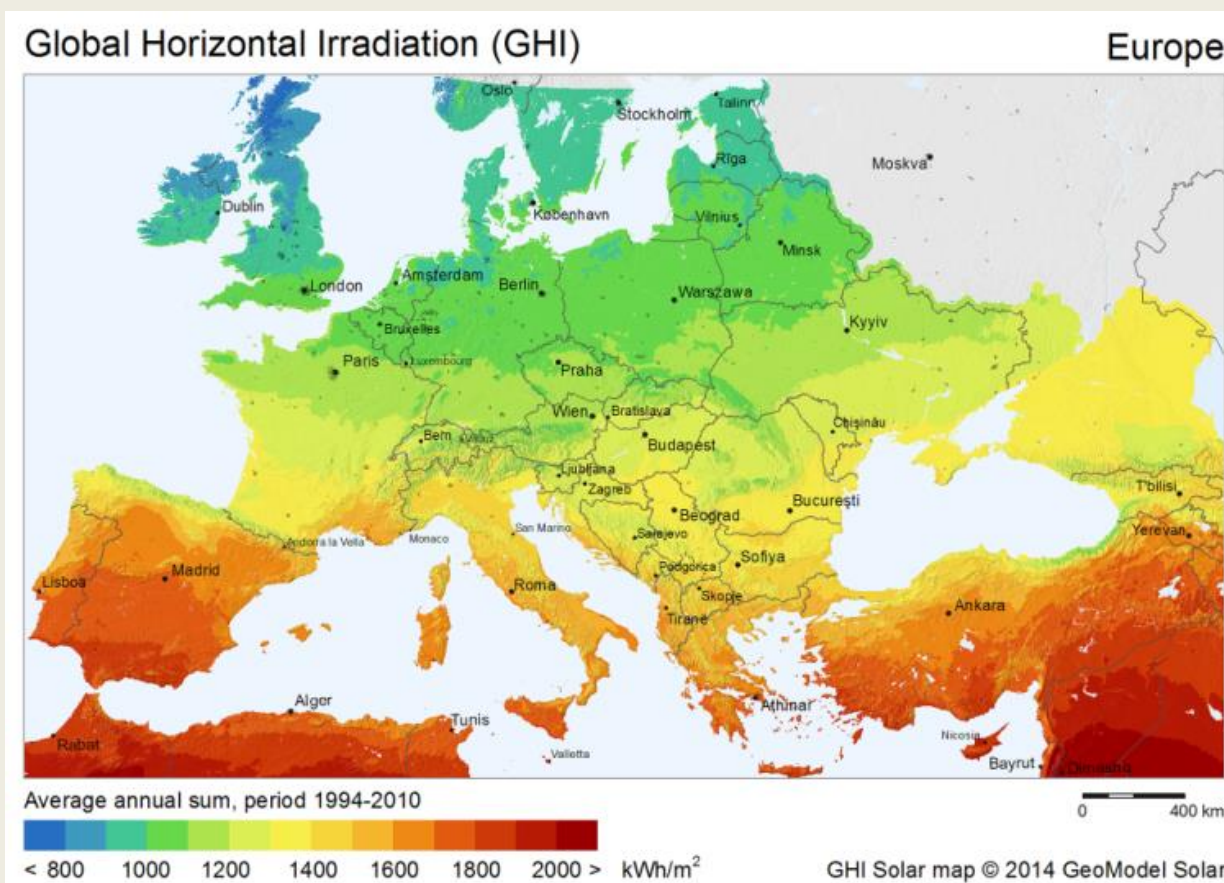 Global Horizontal Irradiation (GHI)
Europe
Oslo
Stockholm
Talinn
Rīga
Moskva
Dublin
København
Vilnius
Minsk
London
Amsterdam
Berlin
Warszawa
Bruxelles
Kyyiv
Paris
Luxembourg
Praha
Wien
Bratislava
Chişinău
Bern
Vaduz
Budapest
Ljubljana
Zagreb
T'bilisi
Beograd
Bucureşti
San Marino
Sarajevo
Yerevan
Andorra la Vella
Monaco
Podgorica
Sofiya
Lisboa
Madrid
Roma
Skopje
Ankara
Tiranë
Alger
Athinai
Tunis
Rabat
Valletta
Nicosia
Bayrut
Dimashq
Average annual sum, period 1994-2010
0 400 km
< 800 1000 1200 1400 1600 1800 2000 > kWh/m²
GHI Solar map © 2014 GeoModel Solar